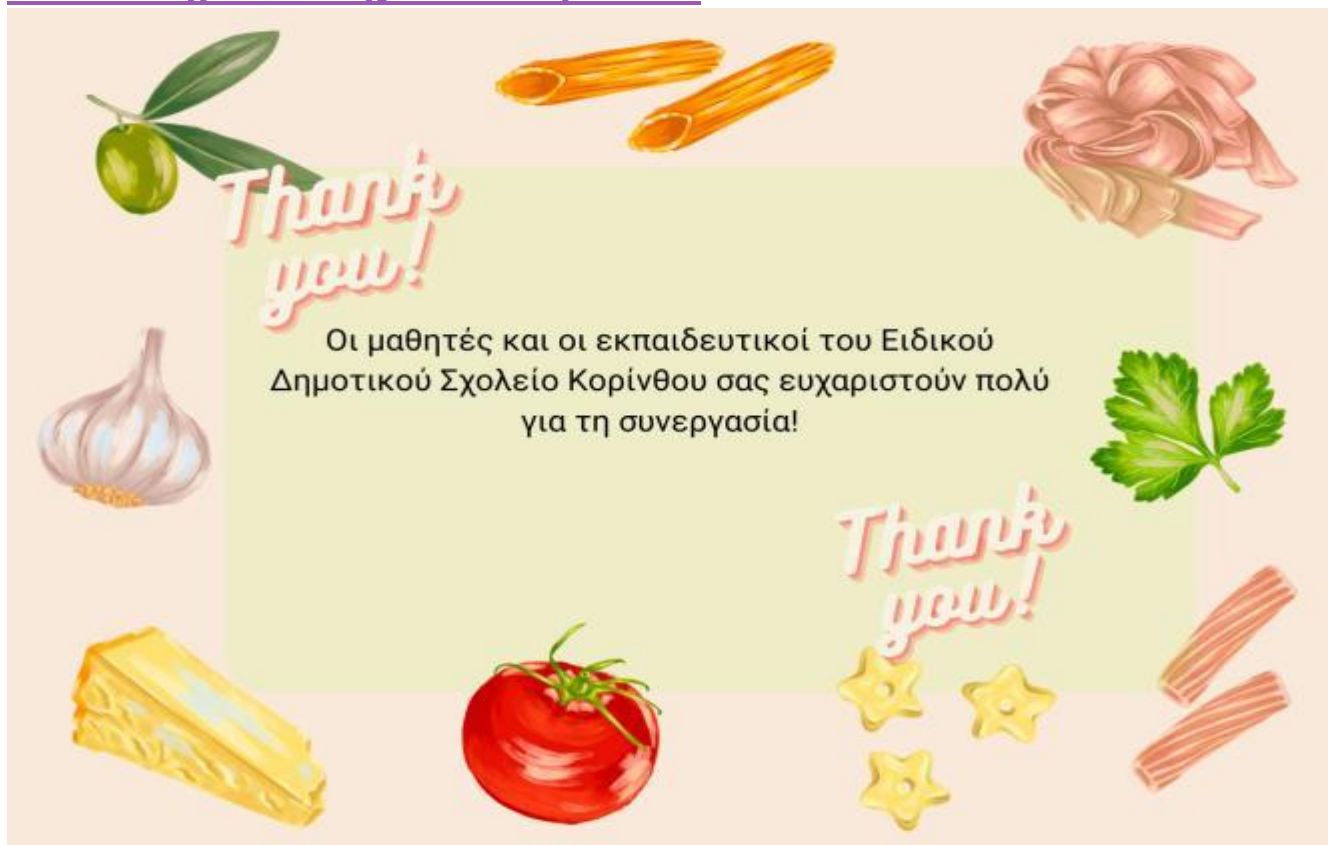 Thank
you!
Οι μαθητές και οι εκπαιδευτικοί του Ειδικού
Δημοτικού Σχολείο Κορίνθου σας ευχαριστούν πολύ
για τη συνεργασία!
Thank
you!